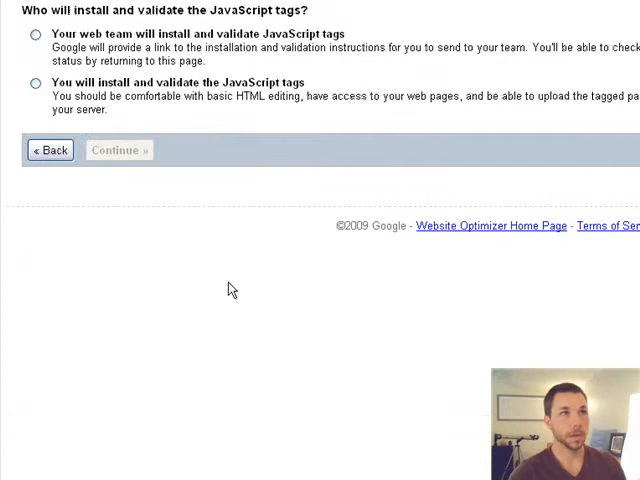 Who will install and validate the JavaScript tags?
Your web team will install and validate JavaScript tags
Google will provide a link to the installation and validation instructions for you to send to your team. You'll be able to check
status by returning to this page.
You will install and validate the JavaScript tags
You should be comfortable with basic HTML editing, have access to your web pages, and be able to upload the tagged pa
your server.
« Back
Continue »
©2009 Google - Website Optimizer Home Page - Terms of Ser